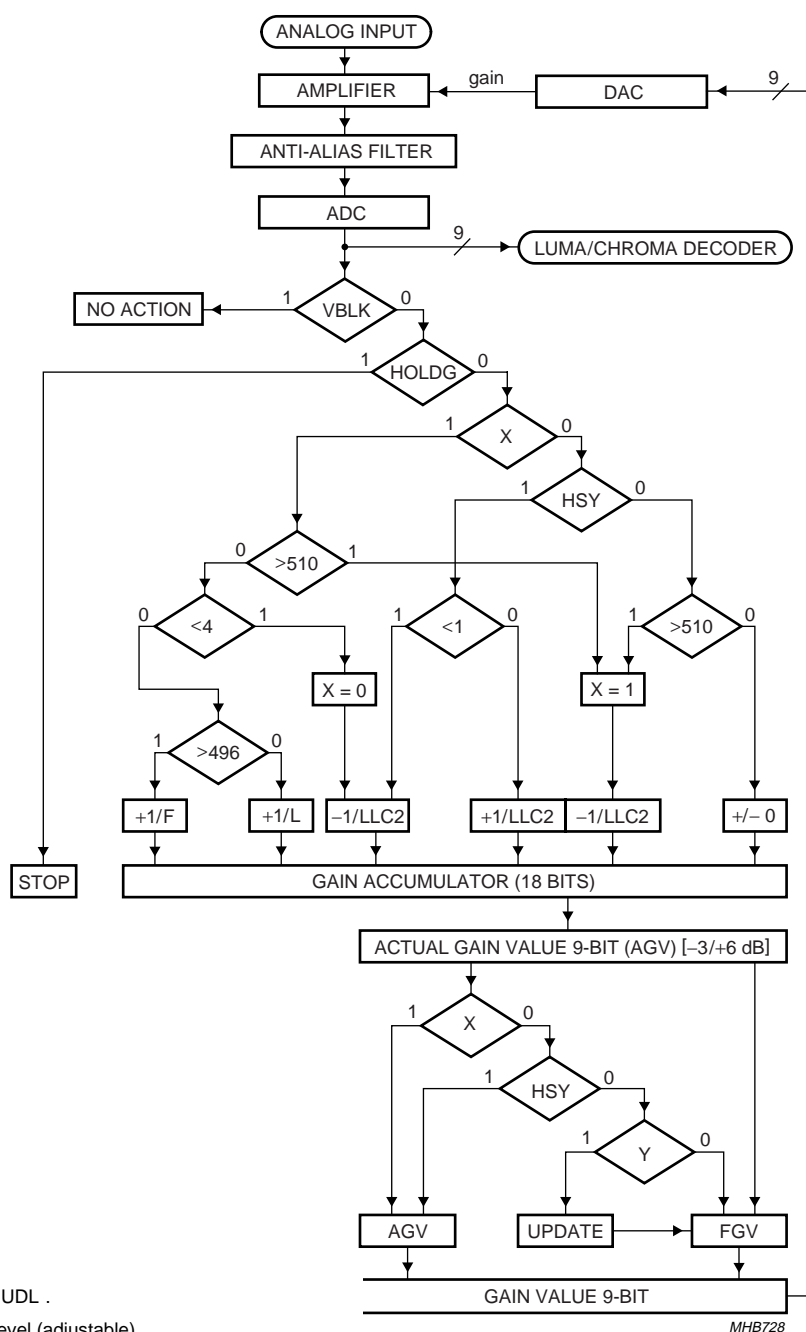 ANALOG INPUT
AMPLIFIER
gain
DAC
9
ANTI-ALIAS FILTER
ADC
9
LUMA/CHROMA DECODER
NO ACTION
1
VBLK
0
1
HOLDG
0
1
X
0
1
HSY
0
0
>510
1
0
<4
1
1
<1
0
1
>510
0
X = 0
X = 1
1
>496
0
+1/F
+1/L
−1/LLC2
+1/LLC2
−1/LLC2
+/− 0
STOP
GAIN ACCUMULATOR (18 BITS)
ACTUAL GAIN VALUE 9-BIT (AGV) [−3/+6 dB]
1
X
0
1
HSY
0
1
Y
0
AGV
UPDATE
FGV
UDL .
GAIN VALUE 9-BIT
evel (adjustable)
MHB728